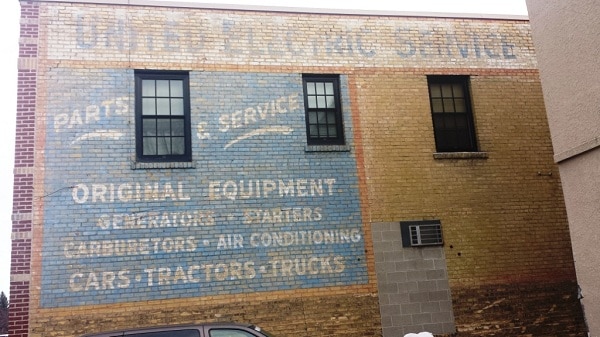 UNITED ELECTRIC SERVICE
PARTS & SERVICE
ORIGINAL EQUIPMENT
GENERATORS - STARTERS
CARBURETORS - AIR CONDITIONING
CARS - TRACTORS - TRUCKS